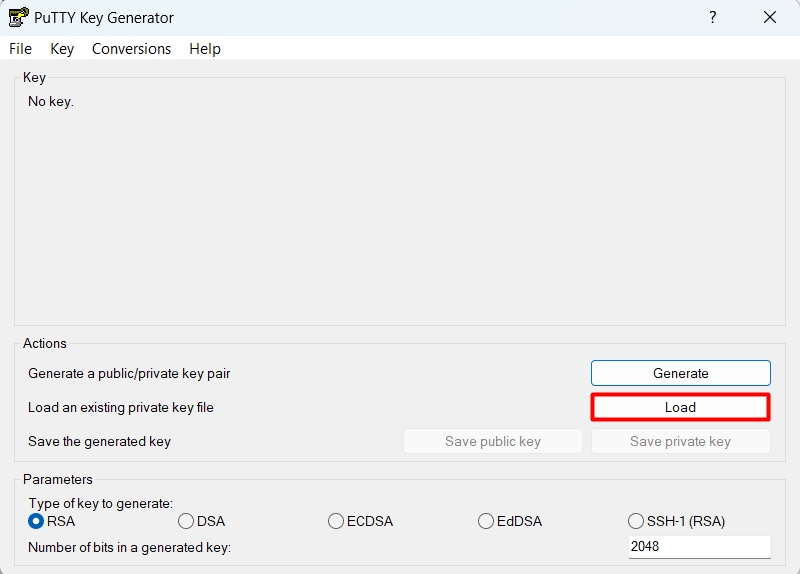 PuTTY Key Generator ?
File Key Conversions Help
Key
No key.
Actions
Generate a public/private key pair Generate
Load an existing private key file Load
Save the generated key Save public key Save private key
Parameters
Type of key to generate:
RSA DSA ECDSA EdDSA SSH-1 (RSA)
Number of bits in a generated key: 2048